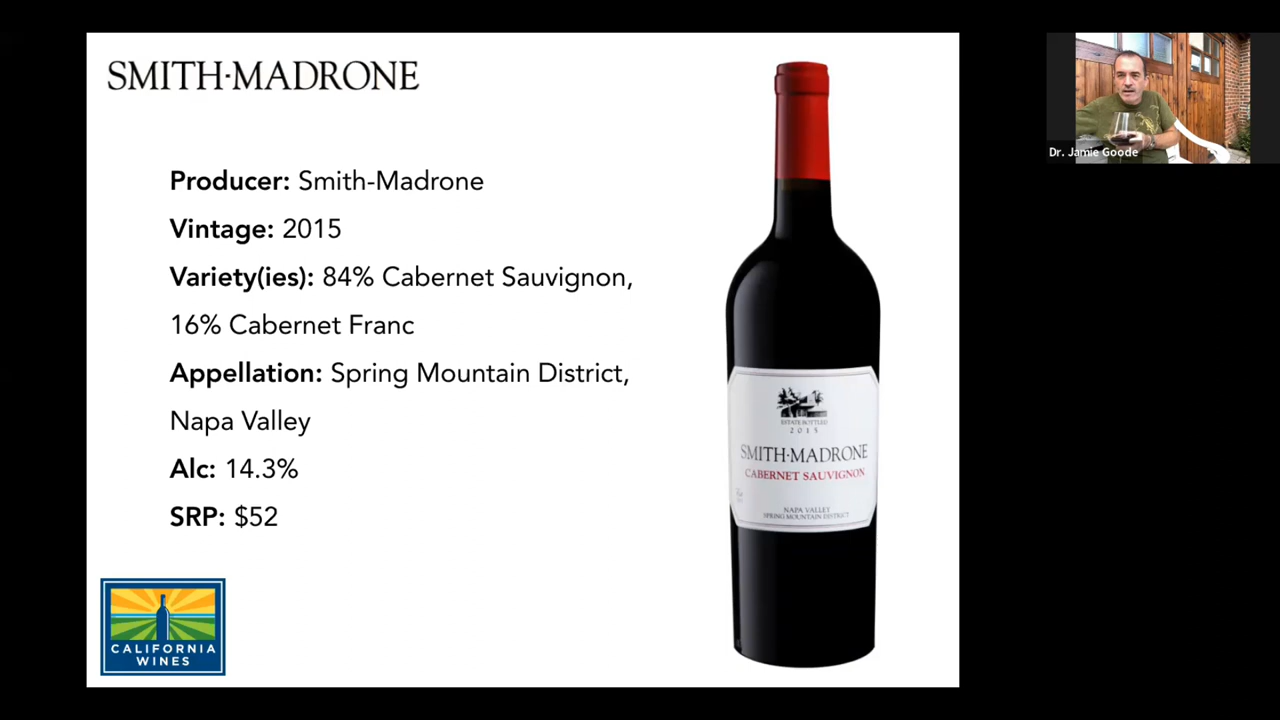 SMITH·MADRONE
Producer: Smith-Madrone
Vintage: 2015
Variety(ies): 84% Cabernet Sauvignon,
16% Cabernet Franc
Appellation: Spring Mountain District,
Napa Valley
Alc: 14.3%
SRP: $52
CALIFORNIA
WINES
ESTATE BOTTLED
2015
SMITH·MADRONE
CABERNET SAUVIGNON
NAPA VALLEY
SPRING MOUNTAIN DISTRICT
Dr. Jamie Goode